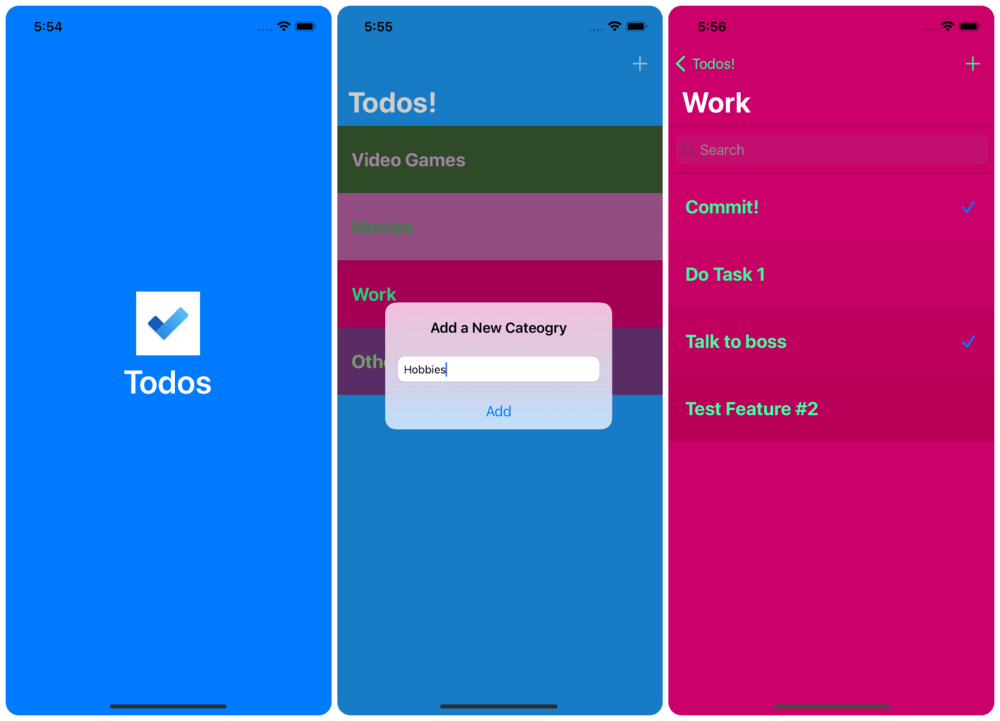 5:54
Todos
5:55
Todos!
Video Games
Movies
Work
Othe
Add a New Cateogry
Hobbies
Add
5:56
Todos!
Work
Search
Commit!
Do Task 1
Talk to boss
Test Feature #2